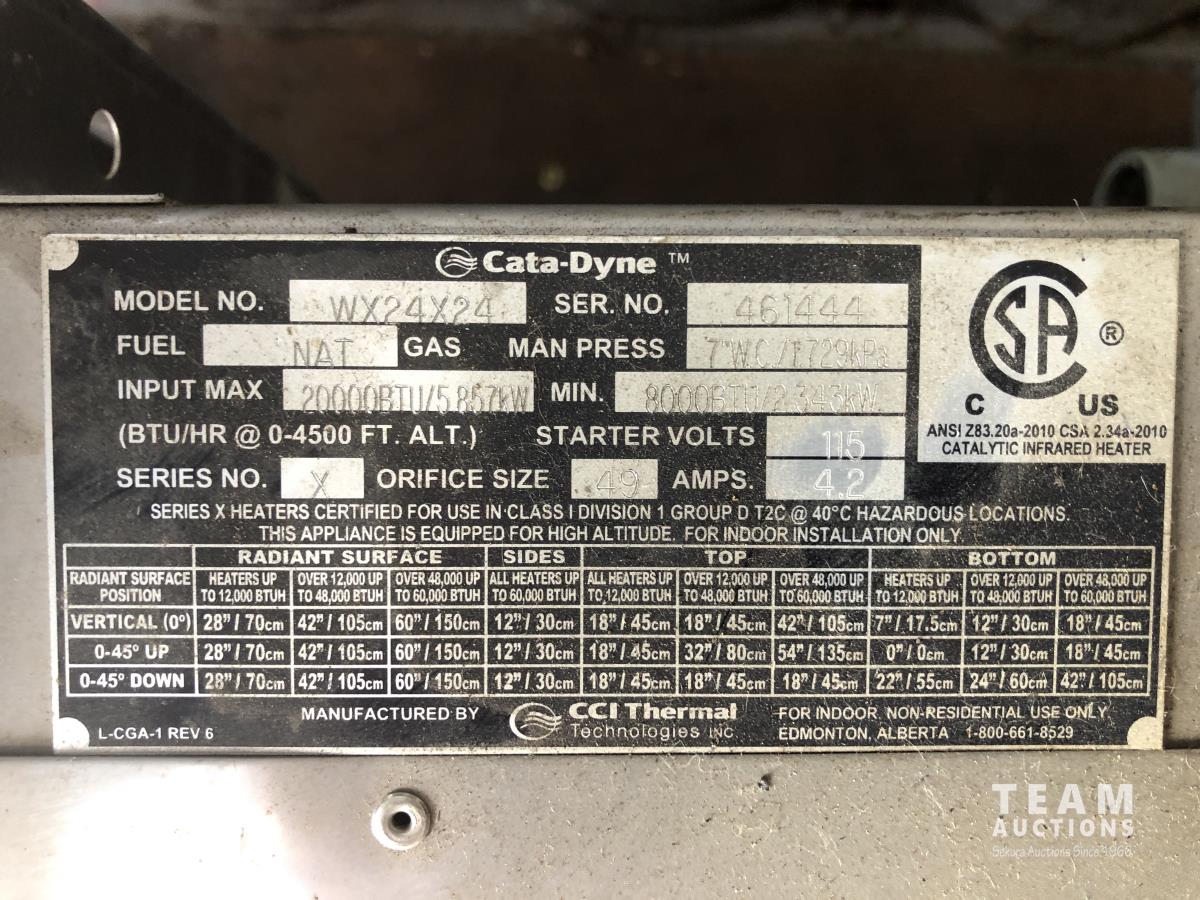 Cata-Dyne ™
MODEL NO. WX24X24 SER. NO. 461444
FUEL NAT GAS MAN PRESS 7"W.C./1.729kPa
INPUT MAX 20000BTU/5.857kW MIN. 8000BTU/2.343kW
(BTU/HR @ 0-4500 FT. ALT.) STARTER VOLTS 115
SERIES NO. X ORIFICE SIZE 49 AMPS. 4.2
CSA ®
C US
ANSI Z83.20a-2010 CSA 2.34a-2010
CATALYTIC INFRARED HEATER
SERIES X HEATERS CERTIFIED FOR USE IN CLASS I DIVISION 1 GROUP D T2C @ 40°C HAZARDOUS LOCATIONS.
THIS APPLIANCE IS EQUIPPED FOR HIGH ALTITUDE. FOR INDOOR INSTALLATION ONLY.
RADIANT SURFACE SIDES TOP BOTTOM
RADIANT SURFACE HEATERS UP OVER 12,000 UP OVER 48,000 UP ALL HEATERS UP ALL HEATERS UP OVER 12,000 UP OVER 48,000 UP HEATERS UP OVER 12,000 UP OVER 48,000 UP
POSITION TO 12,000 BTUH TO 48,000 BTUH TO 60,000 BTUH TO 60,000 BTUH TO 12,000 BTUH TO 48,000 BTUH TO 60,000 BTUH TO 12,000 BTUH TO 48,000 BTUH TO 60,000 BTUH
VERTICAL (0°) 28"/ 70cm 42" / 105cm 60" / 150cm 12" / 30cm 18" / 45cm 18" / 45cm 42" / 105cm 7" / 17.5cm 12" / 30cm 18" / 45cm
0-45° UP 28"/ 70cm 42" / 105cm 60" / 150cm 12" / 30cm 18" / 45cm 32" / 80cm 54" / 135cm 0" / 0cm 12" / 30cm 18" / 45cm
0-45° DOWN 28"/ 70cm 42" / 105cm 60" / 150cm 12" / 30cm 18" / 45cm 18" / 45cm 18" / 45cm 22" / 55cm 24" / 60cm 42" / 105cm
MANUFACTURED BY CCI Thermal FOR INDOOR, NON-RESIDENTIAL USE ONLY
L-CGA-1 REV 6 Technologies INC EDMONTON, ALBERTA 1-800-661-8529
TEAM
AUCTIONS
Sekura Auctions Since 1966